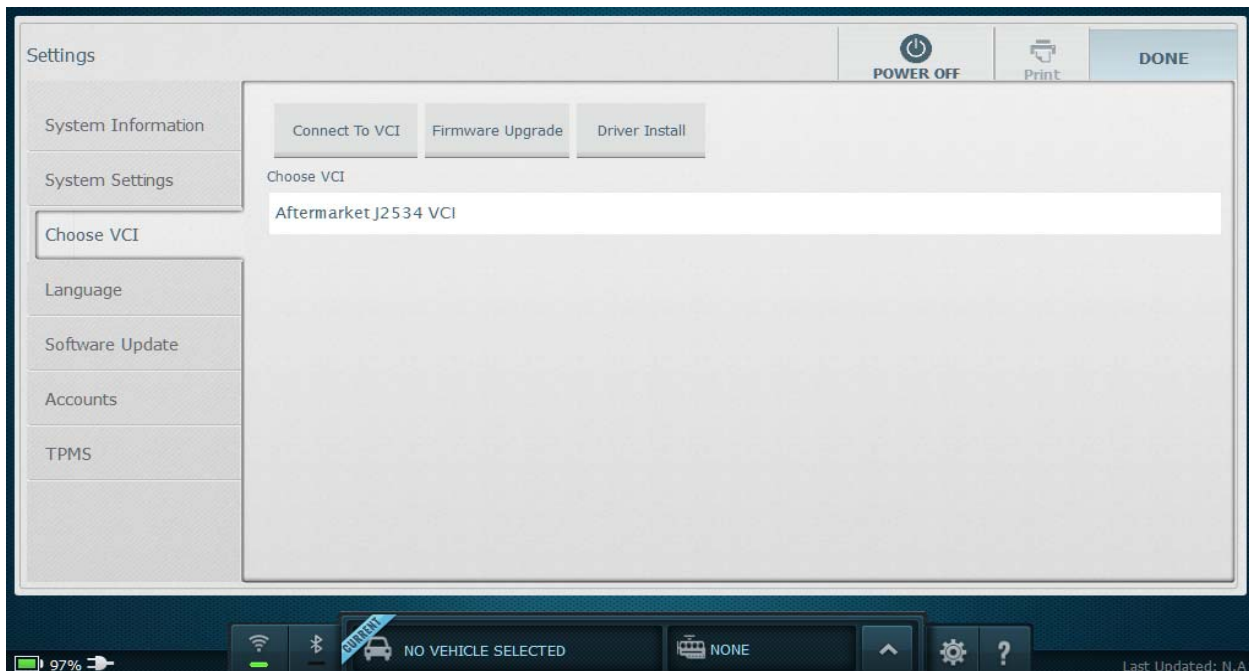 Settings
POWER OFF
Print
DONE
System Information
System Settings
Choose VCI
Language
Software Update
Accounts
TPMS
Connect To VCI
Firmware Upgrade
Driver Install
Choose VCI
Aftermarket J2534 VCI
97%
CURRENT
NO VEHICLE SELECTED
NONE
?
Last Updated: N.A